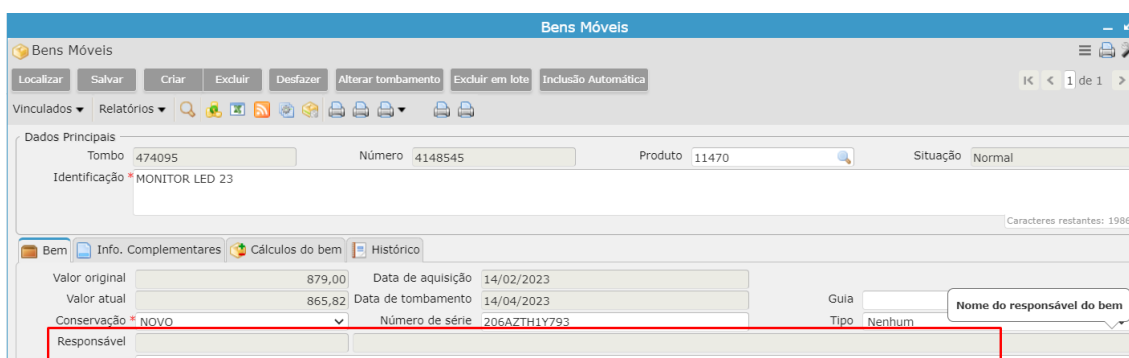 Bens Móveis
Bens Móveis
Localizar Salvar Criar Excluir Desfazer Alterar tombamento Excluir em lote Inclusão Automática 1 de 1
Vinculados Relatórios
Dados Principais
Tombo 474095 Número 4148545 Produto 11470 Situação Normal
Identificação * MONITOR LED 23
Caracteres restantes: 1986
Bem Info. Complementares Cálculos do bem Histórico
Valor original 879,00 Data de aquisição 14/02/2023
Valor atual 865,82 Data de tombamento 14/04/2023 Guia
Nome do responsável do bem
Conservação * NOVO Número de série 206AZTH1Y793 Tipo Nenhum
Responsável